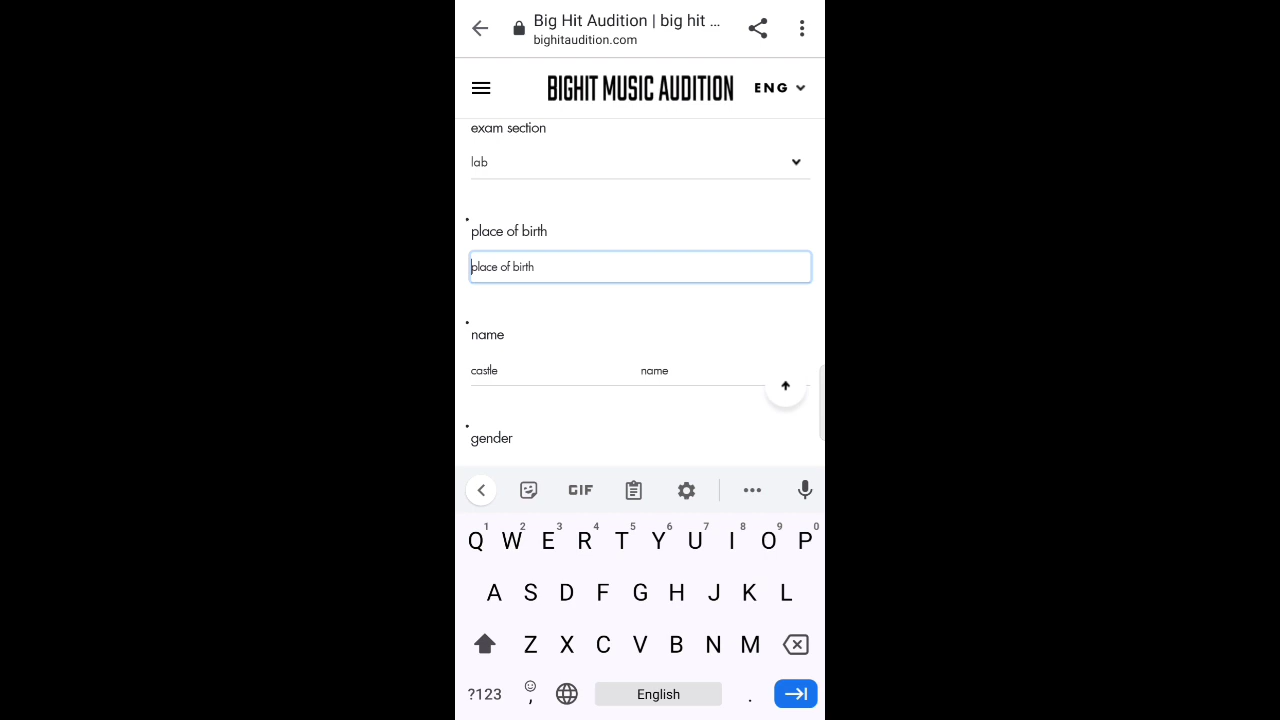 Big Hit Audition | big hit ...
bighitaudition.com
BIGHIT MUSIC AUDITION
ENG
exam section
lab
place of birth
place of birth
name
castle name
gender
GIF
1 2 3 4 5 6 7 8 9 0
Q W E R T Y U I O P
A S D F G H J K L
Z X C V B N M
?123 , English .